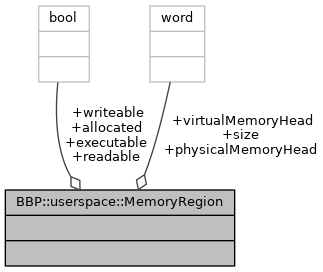 bool
word
+writeable
+allocated
+executable
+readable
+virtualMemoryHead
+size
+physicalMemoryHead
BBP::userspace::MemoryRegion